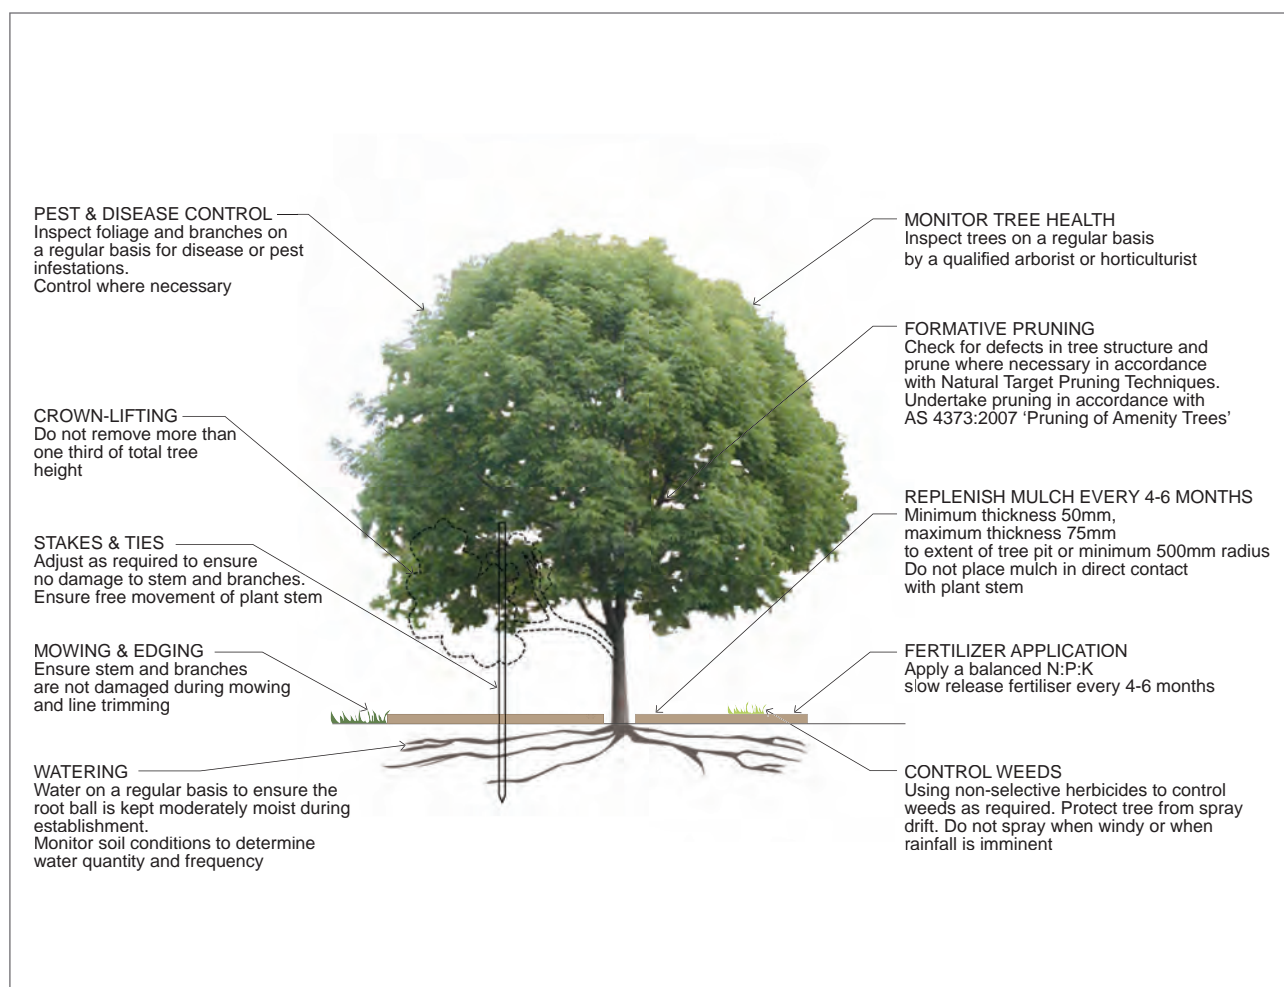 PEST & DISEASE CONTROL
Inspect foliage and branches on
a regular basis for disease or pest
infestations.
Control where necessary
CROWN-LIFTING
Do not remove more than
one third of total tree
height
STAKES & TIES
Adjust as required to ensure
no damage to stem and branches.
Ensure free movement of plant stem
MOWING & EDGING
Ensure stem and branches
are not damaged during mowing
and line trimming
WATERING
Water on a regular basis to ensure the
root ball is kept moderately moist during
establishment.
Monitor soil conditions to determine
water quantity and frequency
MONITOR TREE HEALTH
Inspect trees on a regular basis
by a qualified arborist or horticulturist
FORMATIVE PRUNING
Check for defects in tree structure and
prune where necessary in accordance
with Natural Target Pruning Techniques.
Undertake pruning in accordance with
AS 4373:2007 ‘Pruning of Amenity Trees’
REPLENISH MULCH EVERY 4-6 MONTHS
Minimum thickness 50mm,
maximum thickness 75mm
to extent of tree pit or minimum 500mm radius
Do not place mulch in direct contact
with plant stem
FERTILIZER APPLICATION
Apply a balanced N:P:K
slow release fertiliser every 4-6 months
CONTROL WEEDS
Using non-selective herbicides to control
weeds as required. Protect tree from spray
drift. Do not spray when windy or when
rainfall is imminent